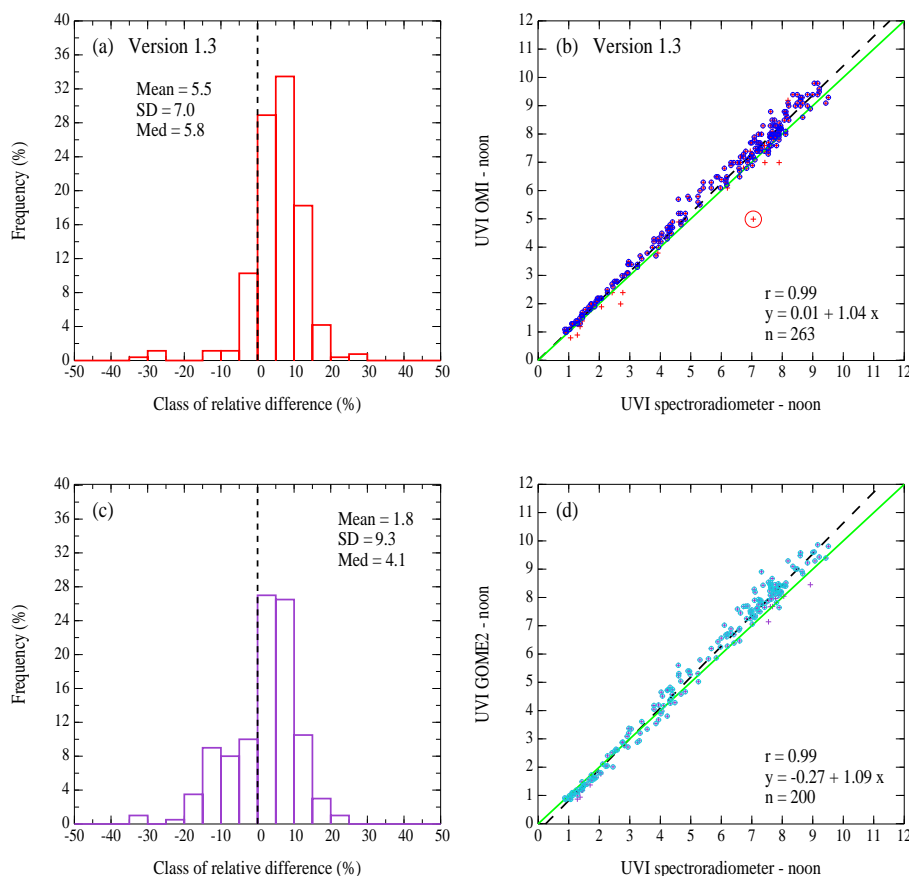 (a) Version 1.3
Mean = 5.5
SD = 7.0
Med = 5.8
Frequency (%)
40
36
32
28
24
20
16
12
8
4
0
-50 -40 -30 -20 -10 0 10 20 30 40 50
Class of relative difference (%)
(b) Version 1.3
UVI OMI - noon
12
11
10
9
8
7
6
5
4
3
2
1
0
r = 0.99
y = 0.01 + 1.04 x
n = 263
0 1 2 3 4 5 6 7 8 9 10 11 12
UVI spectroradiometer - noon
(c)
Mean = 1.8
SD = 9.3
Med = 4.1
Frequency (%)
40
36
32
28
24
20
16
12
8
4
0
-50 -40 -30 -20 -10 0 10 20 30 40 50
Class of relative difference (%)
(d)
UVI GOME2 - noon
12
11
10
9
8
7
6
5
4
3
2
1
0
r = 0.99
y = -0.27 + 1.09 x
n = 200
0 1 2 3 4 5 6 7 8 9 10 11 12
UVI spectroradiometer - noon